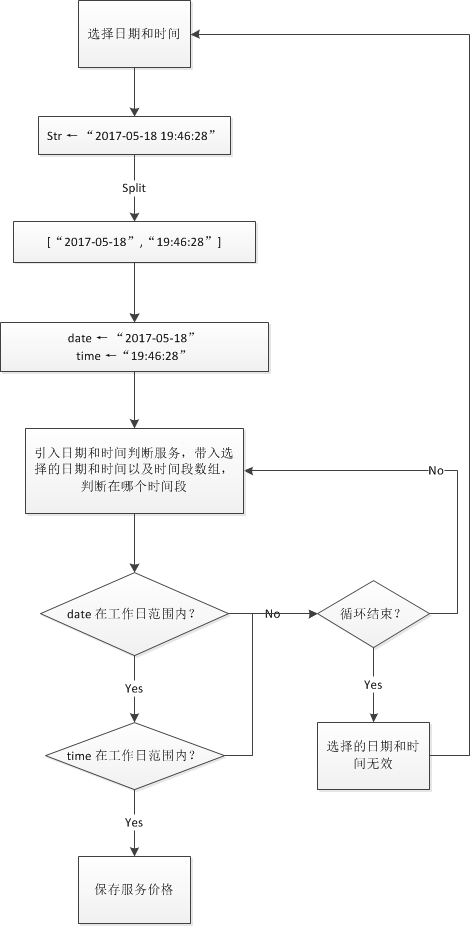 选择日期和时间
Str ← “2017-05-18 19:46:28”
Split
[“2017-05-18”,“19:46:28”]
date ← “2017-05-18”
time ←“19:46:28”
引入日期和时间判断服务，带入选
择的日期和时间以及时间段数组，
判断在哪个时间段
No
date 在工作日范围内？
No
循环结束？
Yes
Yes
time 在工作日范围内？
选择的日期和时
间无效
Yes
保存服务价格